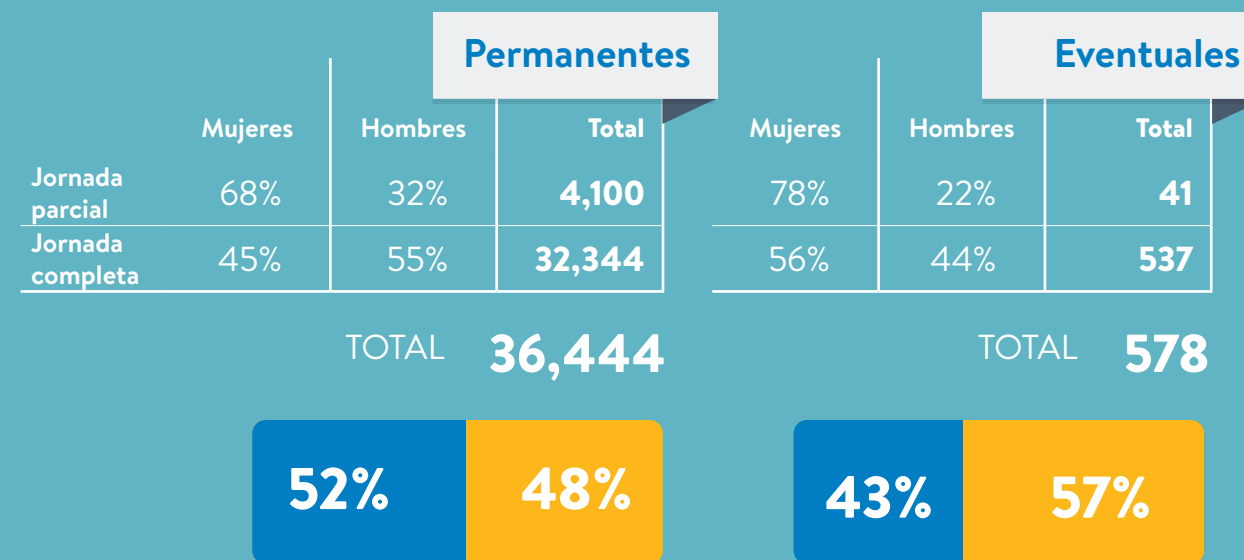 Permanentes
Mujeres Hombres Total
Jornada
parcial 68% 32% 4,100
Jornada
completa 45% 55% 32,344
TOTAL 36,444
52% 48%
Eventuales
Mujeres Hombres Total
78% 22% 41
56% 44% 537
TOTAL 578
43% 57%